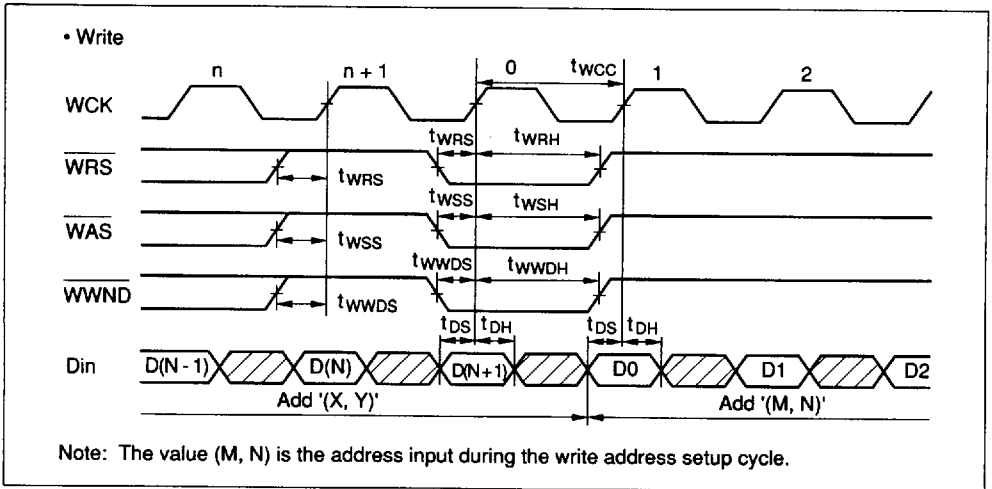 • Write
n n + 1 0 tWCC 1 2
WCK
tWRS tWRH
WRS
tWRS
tWSS tWSH
WAS
tWSS
tWWDS tWWDH
WWND
tWWDS
tDS tDH tDS tDH
Din D(N - 1) D(N) D(N+1) D0 D1 D2
Add '(X, Y)' Add '(M, N)'
Note: The value (M, N) is the address input during the write address setup cycle.